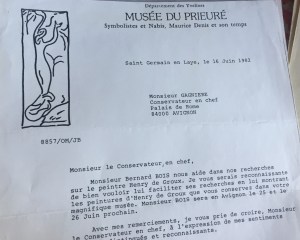 Département des Yvelines
MUSÉE DU PRIEURÉ
Symbolistes et Nabis, Maurice Denis et son temps
Saint Germain en Laye, le 16 Juin 1982
Monsieur GAGNIERE
Conservateur en chef
Palais du Roure
84000 AVIGNON
8857/OM/JB
Monsieur le Conservateur en chef,
Monsieur Bernard BOIS nous aide dans nos recherches
sur le peintre Henry de Groux. Je vous serais reconnaissante
de bien vouloir lui faciliter ses recherches en lui montrant
les peintures d'Henry de Groux que vous conservez dans votre
magnifique musée. Monsieur BOIS sera en Avignon le 25 et le
26 Juin prochain.
Avec mes remerciements, je vous prie de croire, Monsieur
le Conservateur en chef, à l'expression de mes sentiments
distingués et reconnaissants.